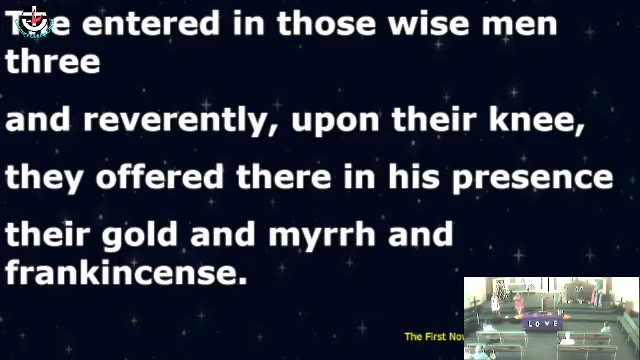 entered in those wise men
three
and reverently, upon their knee,
they offered there in his presence
their gold and myrrh and
frankincense.
The First
LOVE